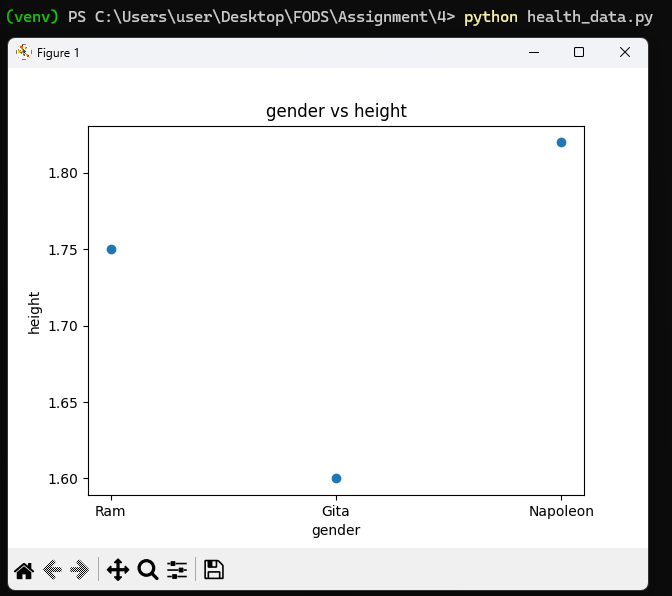 (venv) PS C:\Users\user\Desktop\FODS\Assignment\4> python health_data.py
Figure 1
gender vs height
1.80
1.75
1.70
1.65
1.60
height
Ram Gita Napoleon
gender